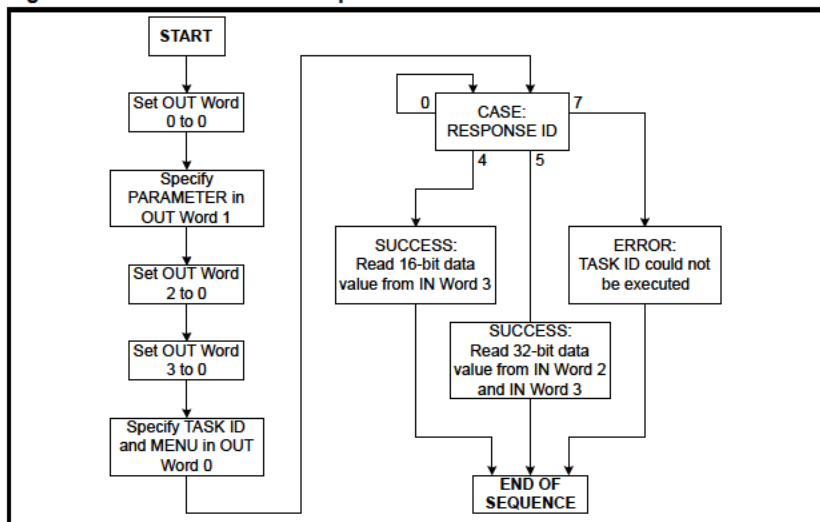 START
Set OUT Word
0 to 0
Specify
PARAMETER in
OUT Word 1
Set OUT Word
2 to 0
Set OUT Word
3 to 0
Specify TASK ID
and MENU in OUT
Word 0
0
CASE:
RESPONSE ID
7
4
5
SUCCESS:
Read 16-bit data
value from IN Word 3
SUCCESS:
Read 32-bit data
value from IN Word 2
and IN Word 3
ERROR:
TASK ID could not
be executed
END OF
SEQUENCE